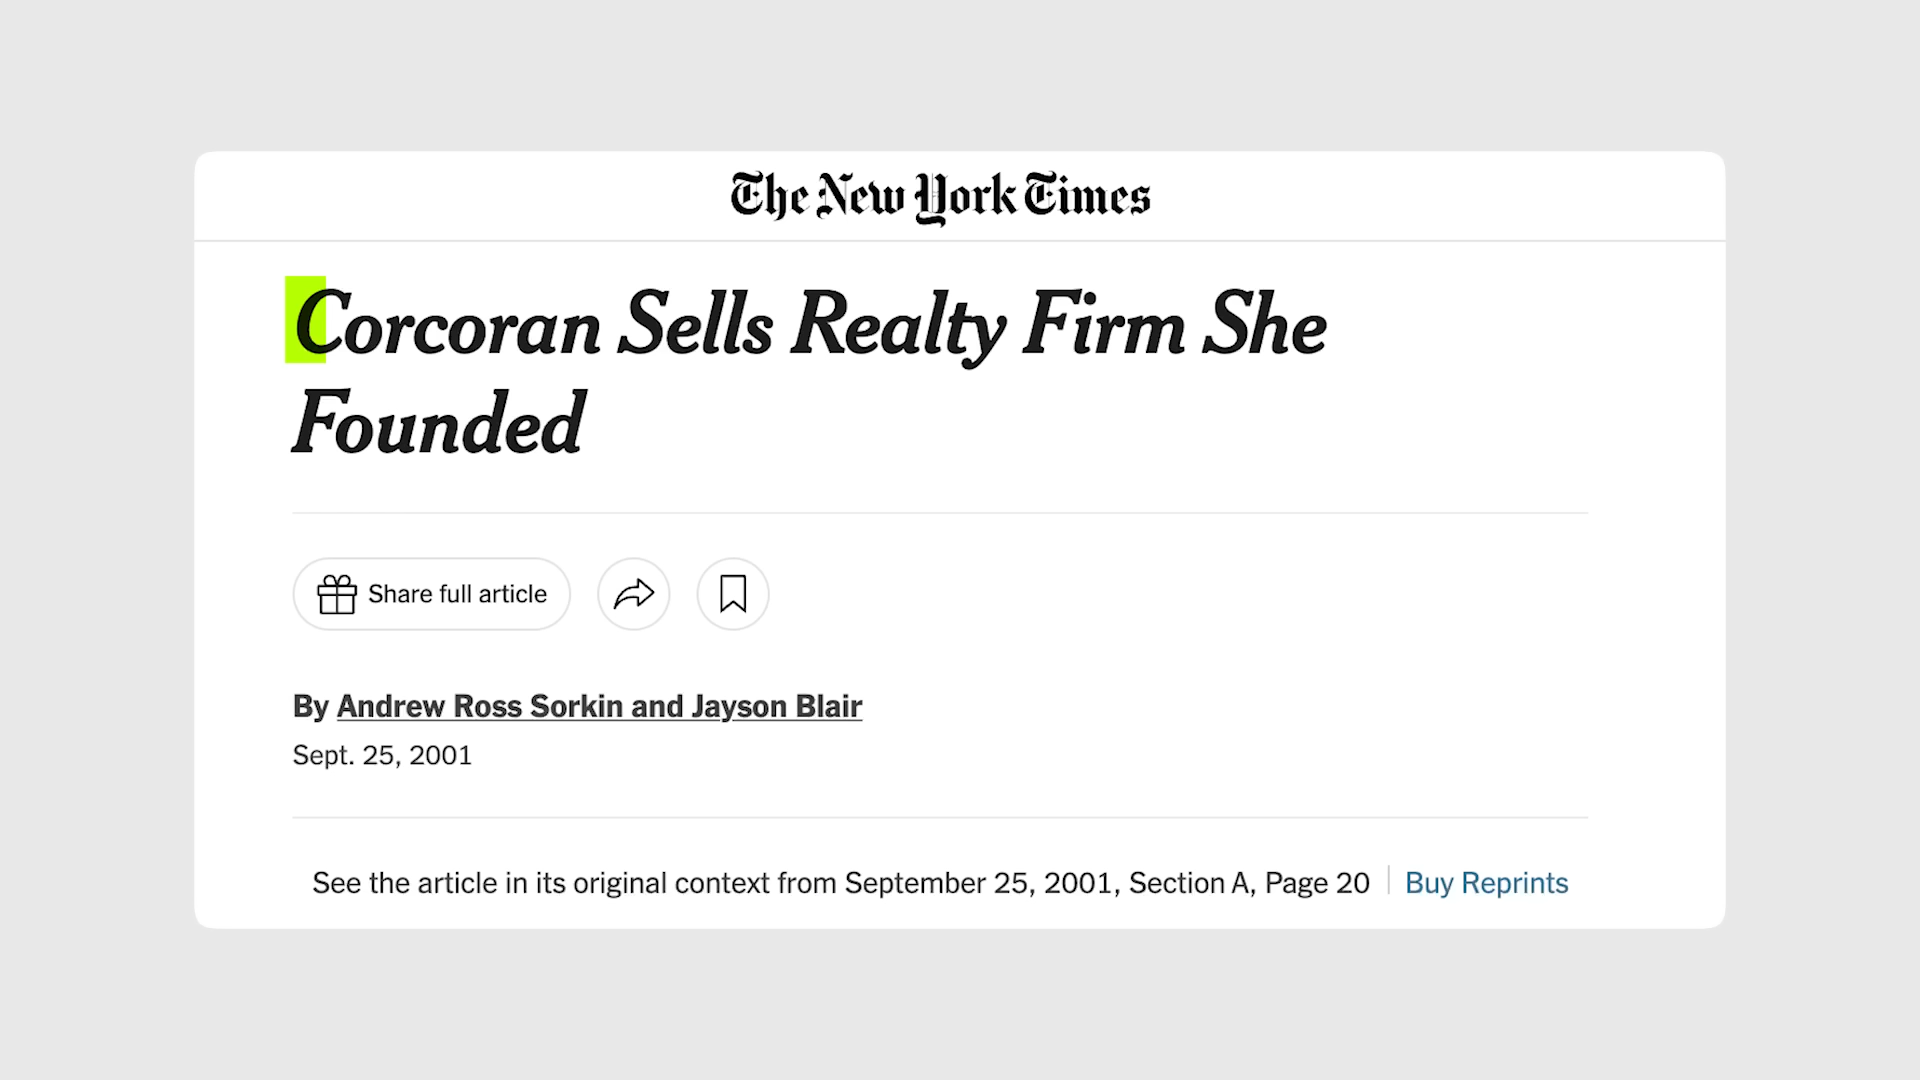 The New York Times
Corcoran Sells Realty Firm She
Founded
Share full article
By Andrew Ross Sorkin and Jayson Blair
Sept. 25, 2001
See the article in its original context from September 25, 2001, Section A, Page 20
Buy Reprints